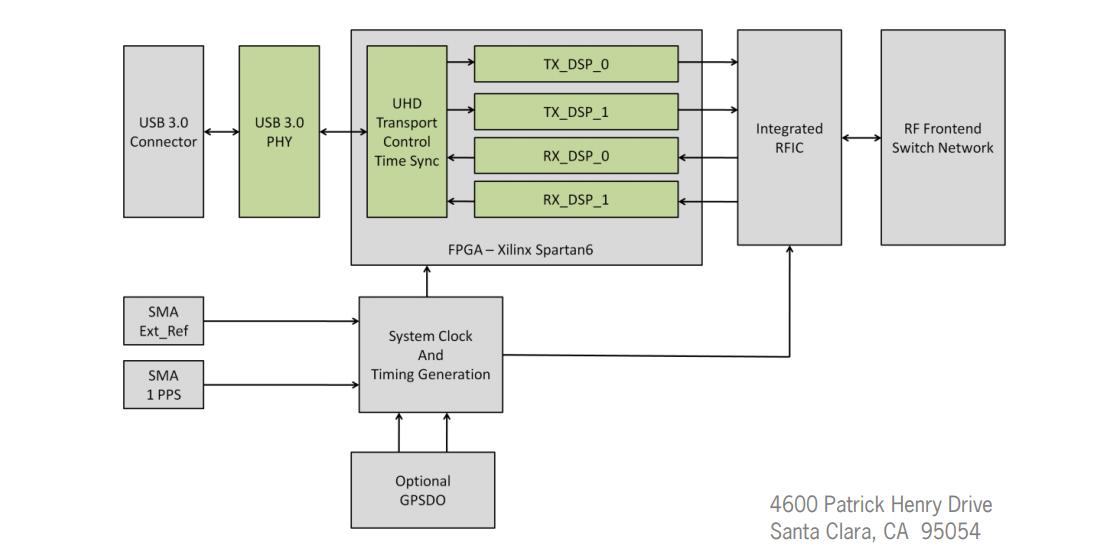 USB 3.0
Connector
USB 3.0
PHY
UHD
Transport
Control
Time Sync
TX_DSP_0
TX_DSP_1
RX_DSP_0
RX_DSP_1
FPGA – Xilinx Spartan6
Integrated
RFIC
RF Frontend
Switch Network
SMA
Ext_Ref
SMA
1 PPS
System Clock
And
Timing Generation
Optional
GPSDO
4600 Patrick Henry Drive
Santa Clara, CA 95054